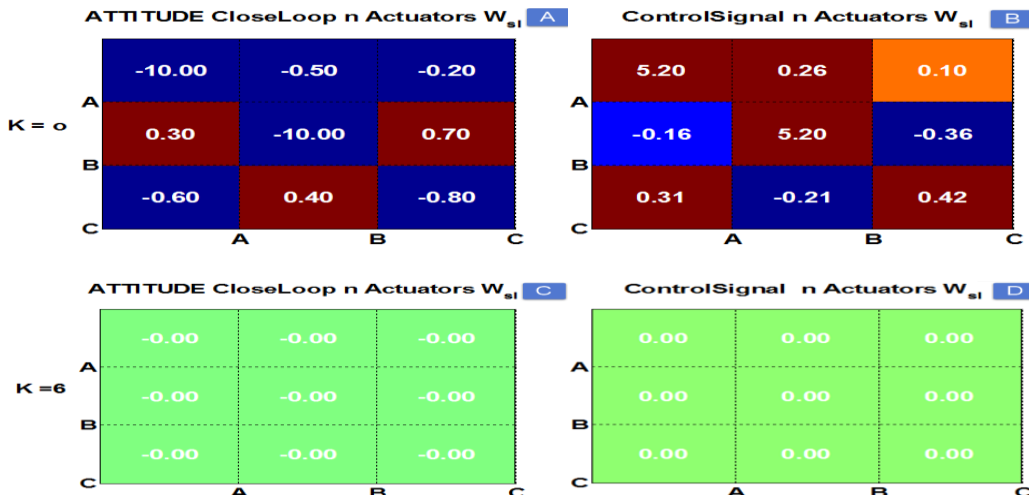 ATTITUDE CloseLoop n Actuators W_sl A
ControlSignal n Actuators W_sl B
-10.00 -0.50 -0.20
5.20 0.26 0.10
A
A
K = o
0.30 -10.00 0.70
-0.16 5.20 -0.36
B
B
-0.60 0.40 -0.80
0.31 -0.21 0.42
C
C
A B C
A B C
ATTITUDE CloseLoop n Actuators W_sl C
ControlSignal n Actuators W_sl D
-0.00 -0.00 -0.00
0.00 0.00 0.00
A
A
K =6
-0.00 -0.00 -0.00
0.00 0.00 0.00
B
B
-0.00 -0.00 -0.00
0.00 0.00 0.00
C
C
A B C
A B C